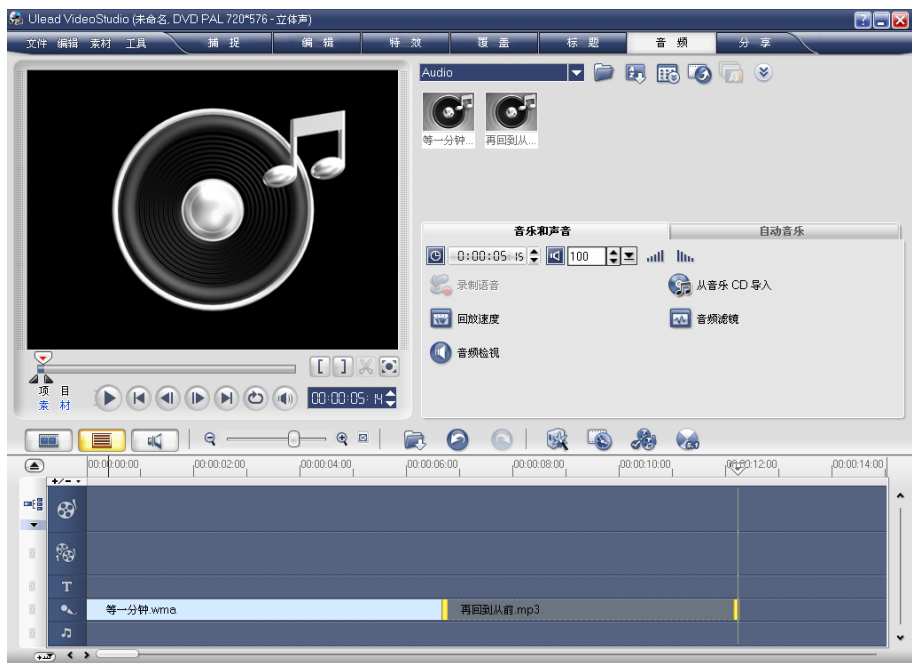 Ulead VideoStudio (未命名, DVD PAL 720*576 - 立体声)
文件 编辑 素材 工具 捕捉 编辑 特效 覆盖 标题 音频 分享
Audio
等一分钟... 再回到从...
音乐和声音 自动音乐
0:00:05:15 100
录制语音 从音乐 CD 导入
回放速度 音频滤镜
音频检视
项目
素材
00:00:05:14
00:00:00:00 00:00:02:00 00:00:04:00 00:00:06:00 00:00:08:00 00:00:10:00 00:00:12:00 00:00:14:00
T
等一分钟.wma 再回到从前.mp3